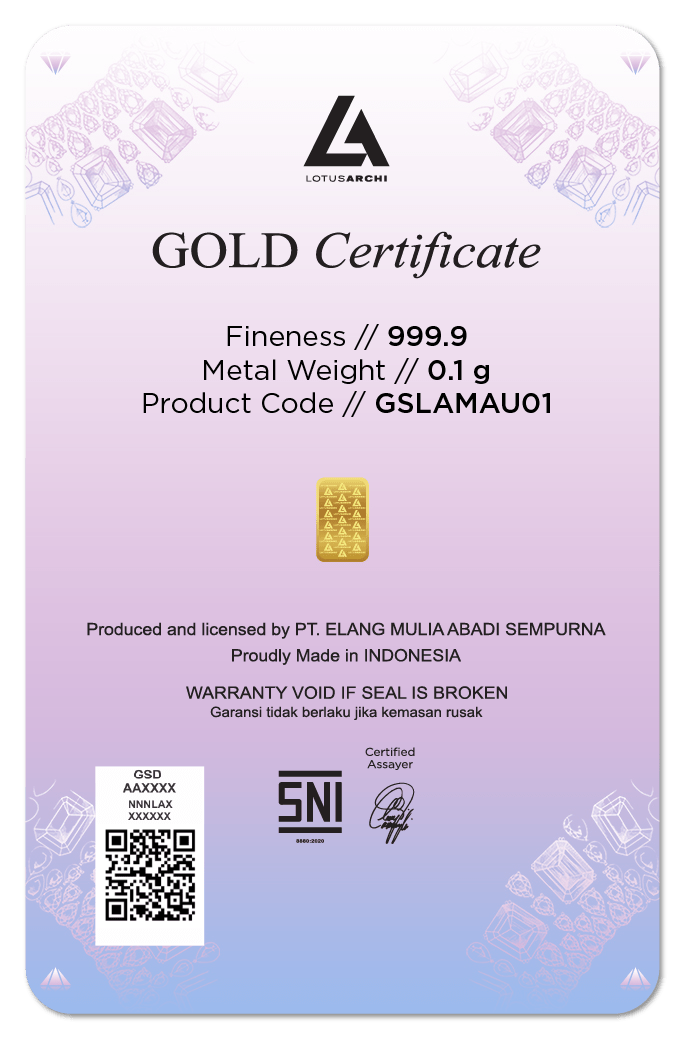 LOTUSARCHI
GOLD Certificate
Fineness // 999.9
Metal Weight // 0.1 g
Product Code // GSLAMAU01
Produced and licensed by PT. ELANG MULIA ABADI SEMPURNA
Proudly Made in INDONESIA
WARRANTY VOID IF SEAL IS BROKEN
Garansi tidak berlaku jika kemasan rusak
Certified
Assayer
GSD
AAXXXX
NNNLAX
XXXXXX
SNI
8880:2020